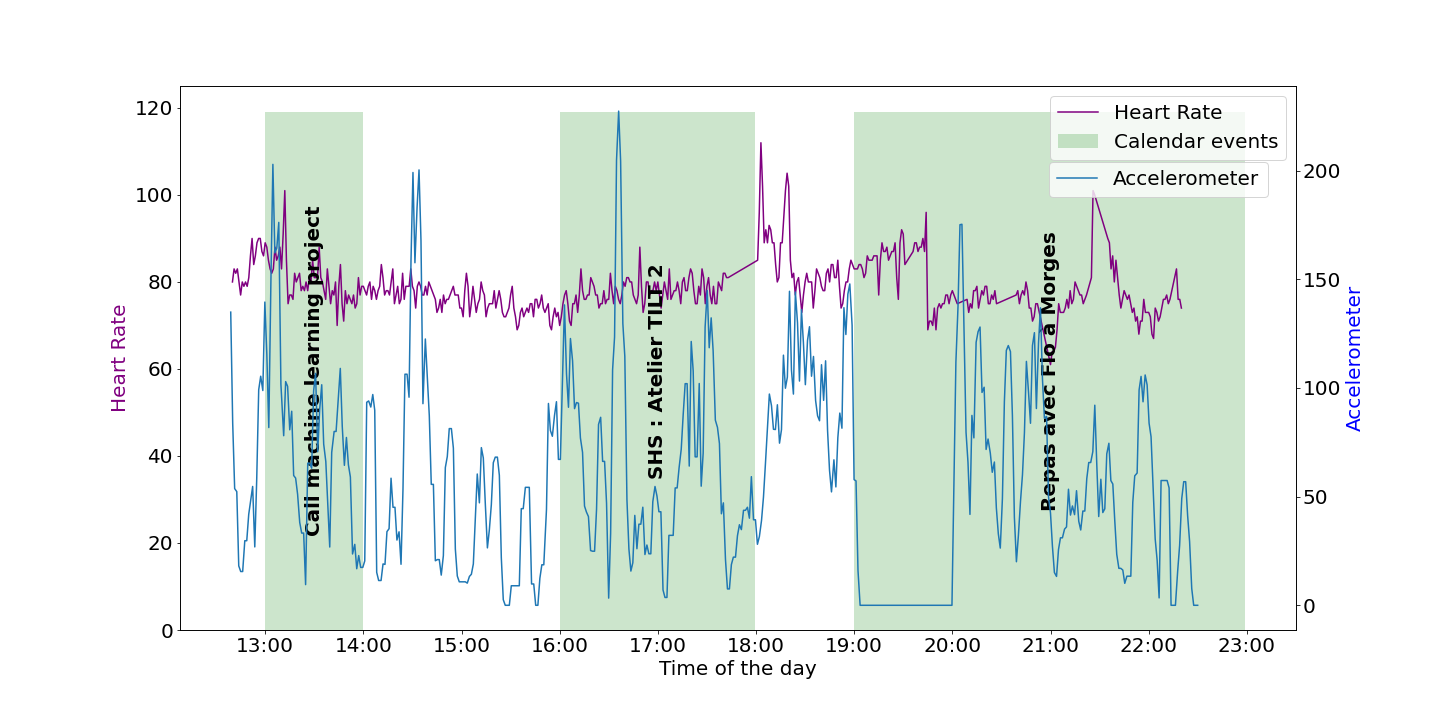 120
100
80
60
40
20
0
Heart Rate
Call machine learning project
SHS : Atelier TILT 2
Repas avec Flo a Morges
Heart Rate
Calendar events
Accelerometer
200
150
100
50
0
Accelerometer
13:00 14:00 15:00 16:00 17:00 18:00 19:00 20:00 21:00 22:00 23:00
Time of the day